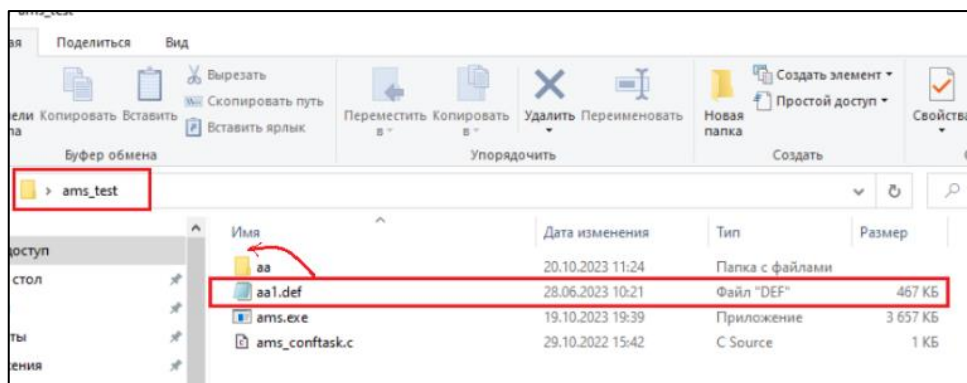 ams_test
ая Поделиться Вид
Вырезать
Скопировать путь
Вставить ярлык
ели Копировать Вставить
па
Переместить Копировать Удалить Переименовать
в в
Новая
папка
Создать элемент
Простой доступ
Свойства
Буфер обмена Упорядочить Создать
> ams_test
Имя Дата изменения Тип Размер
доступ
aa 20.10.2023 11:24 Папка с файлами
стол
aa1.def 28.06.2023 10:21 Файл "DEF" 467 КБ
ams.exe 19.10.2023 19:39 Приложение 3 657 КБ
ты
ams_conftask.c 29.10.2022 15:42 C Source 1 КБ
ения